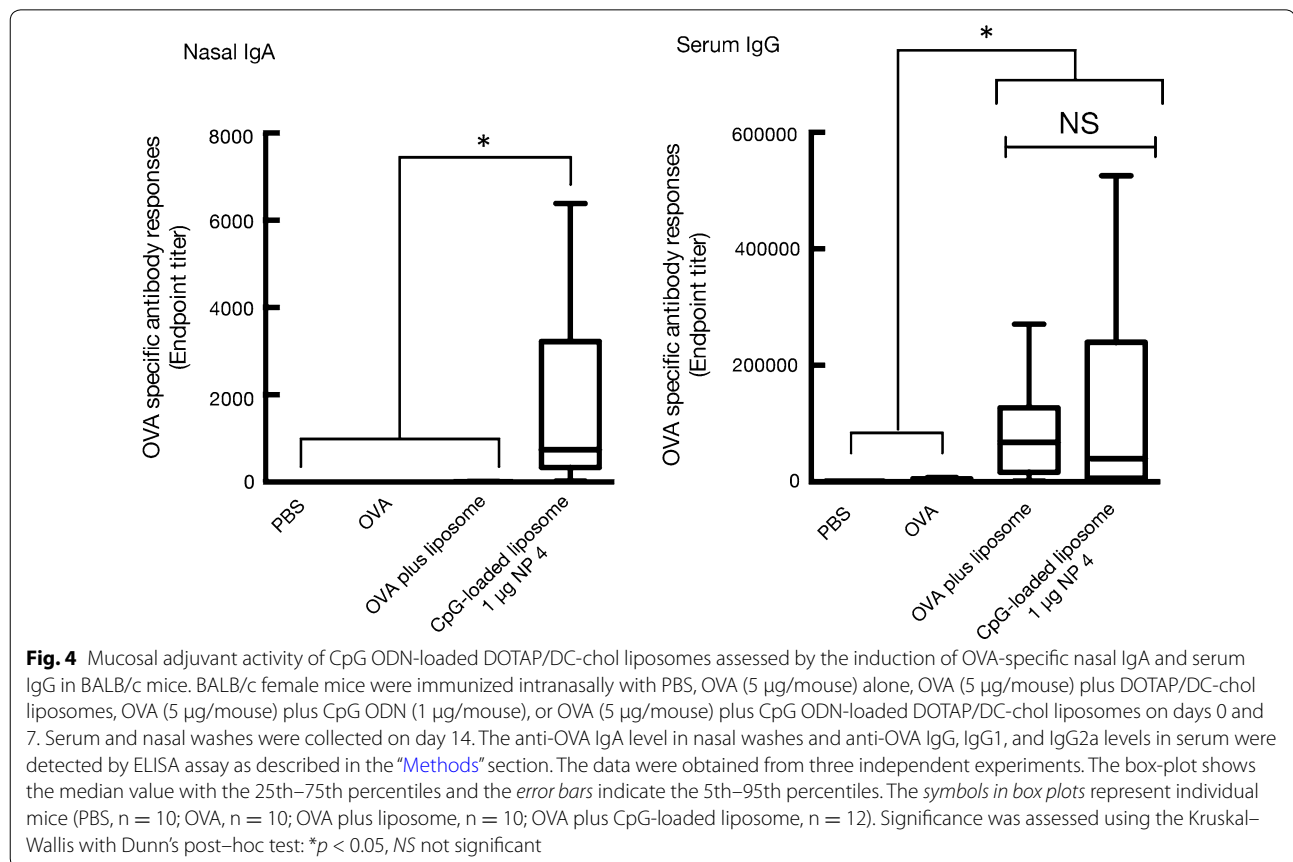 Nasal IgA
*
8000
6000
4000
2000
0
OVA specific antibody responses
(Endpoint titer)
PBS
OVA
OVA plus liposome
CpG-loaded liposome
1 µg NP 4
Serum IgG
*
NS
600000
400000
200000
0
OVA specific antibody responses
(Endpoint titer)
PBS
OVA
OVA plus liposome
CpG-loaded liposome
1 µg NP 4
Fig. 4 Mucosal adjuvant activity of CpG ODN-loaded DOTAP/DC-chol liposomes assessed by the induction of OVA-specific nasal IgA and serum
IgG in BALB/c mice. BALB/c female mice were immunized intranasally with PBS, OVA (5 µg/mouse) alone, OVA (5 µg/mouse) plus DOTAP/DC-chol
liposomes, OVA (5 µg/mouse) plus CpG ODN (1 µg/mouse), or OVA (5 µg/mouse) plus CpG ODN-loaded DOTAP/DC-chol liposomes on days 0 and
7. Serum and nasal washes were collected on day 14. The anti-OVA IgA level in nasal washes and anti-OVA IgG, IgG1, and IgG2a levels in serum were
detected by ELISA assay as described in the “Methods” section. The data were obtained from three independent experiments. The box-plot shows
the median value with the 25th–75th percentiles and the error bars indicate the 5th–95th percentiles. The symbols in box plots represent individual
mice (PBS, n = 10; OVA, n = 10; OVA plus liposome, n = 10; OVA plus CpG-loaded liposome, n = 12). Significance was assessed using the Kruskal–
Wallis with Dunn’s post–hoc test: *p < 0.05, NS not significant